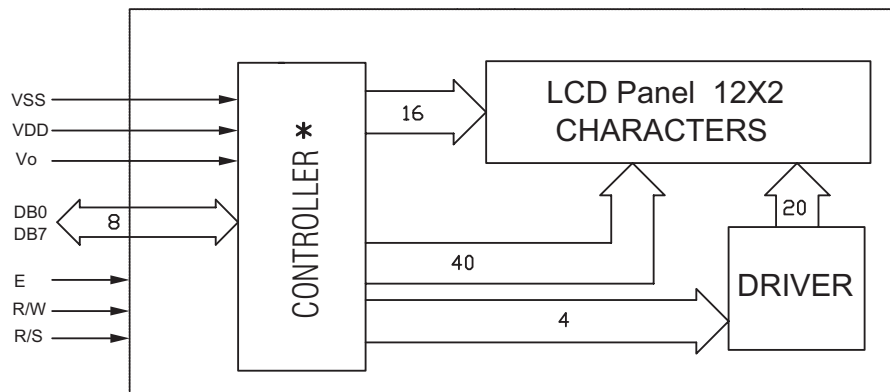 VSS
VDD
Vo
DB0
DB7
8
E
R/W
R/S
CONTROLLER *
16
LCD Panel 12X2
CHARACTERS
40
20
4
DRIVER